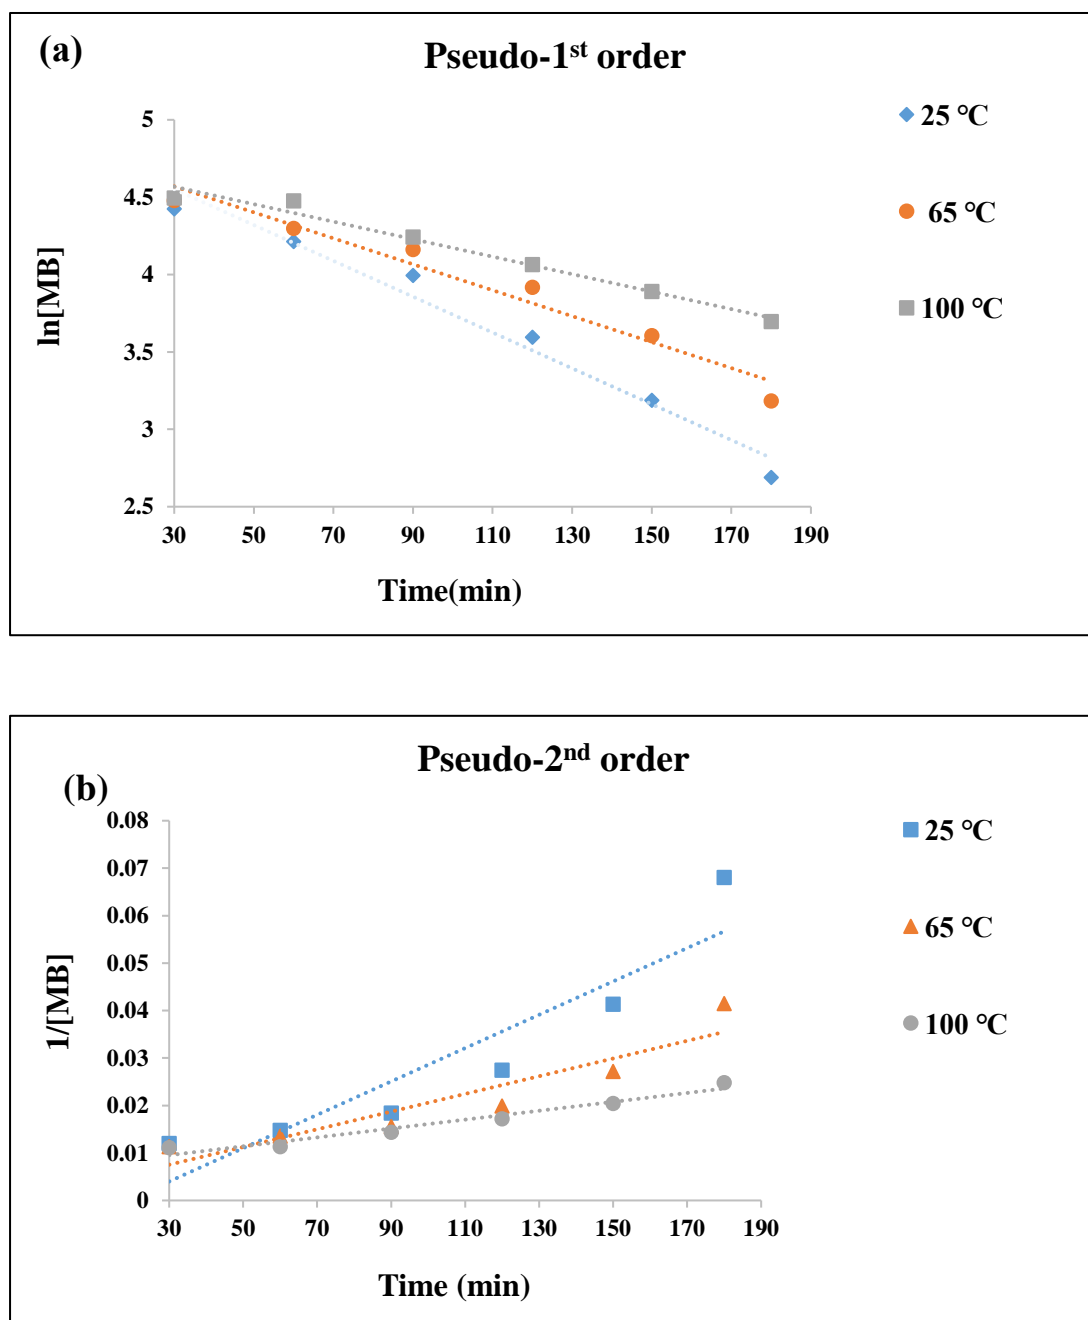 (a)
Pseudo-1st order
5
4.5
4
3.5
3
2.5
ln[MB]
30 50 70 90 110 130 150 170 190
Time(min)
25 °C
65 °C
100 °C
(b)
Pseudo-2nd order
0.08
0.07
0.06
0.05
0.04
0.03
0.02
0.01
0
1/[MB]
30 50 70 90 110 130 150 170 190
Time (min)
25 °C
65 °C
100 °C